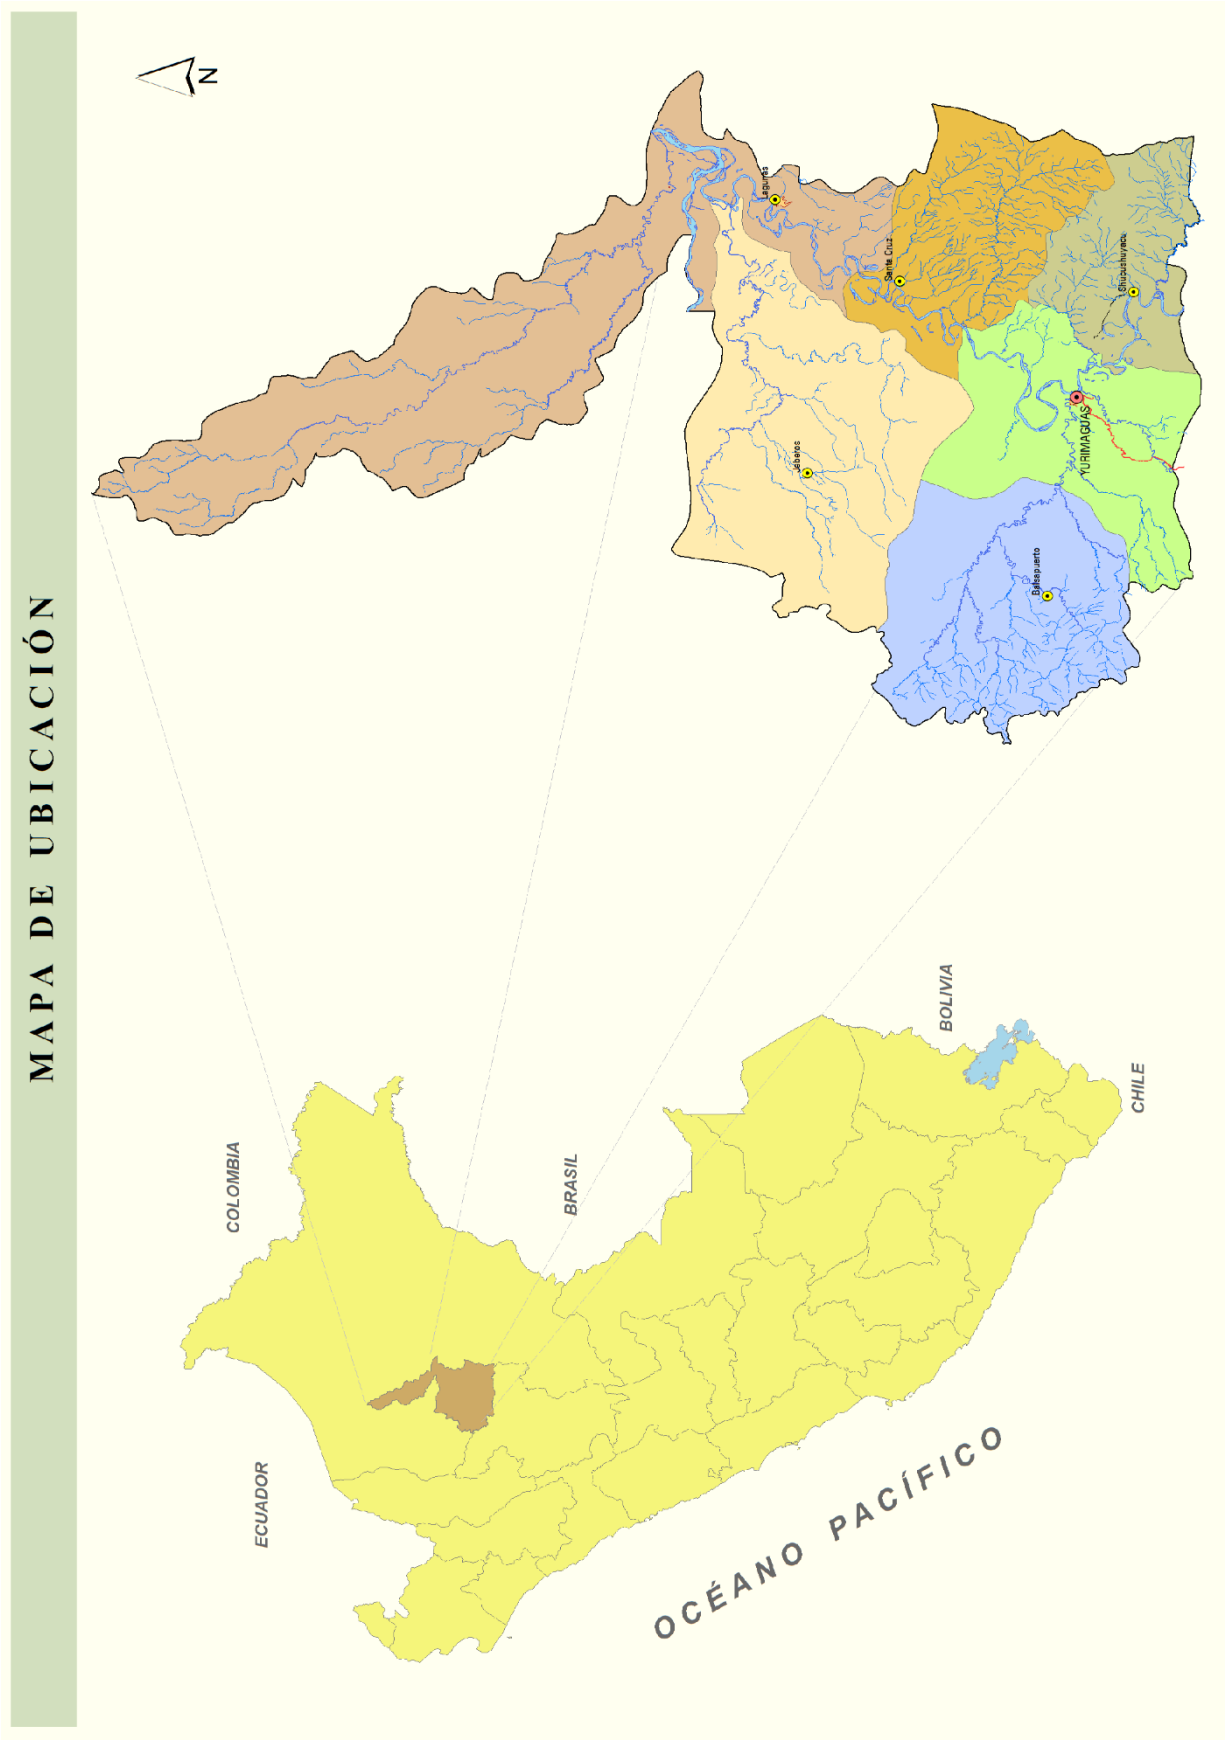 MAPA DE UBICACIÓN
N
COLOMBIA
ECUADOR
BRASIL
BOLIVIA
CHILE
OCÉANO PACÍFICO
Lagunas
Santa Cruz
Jeberos
Shucushuyacu
YURIMAGUAS
Balsapuerto